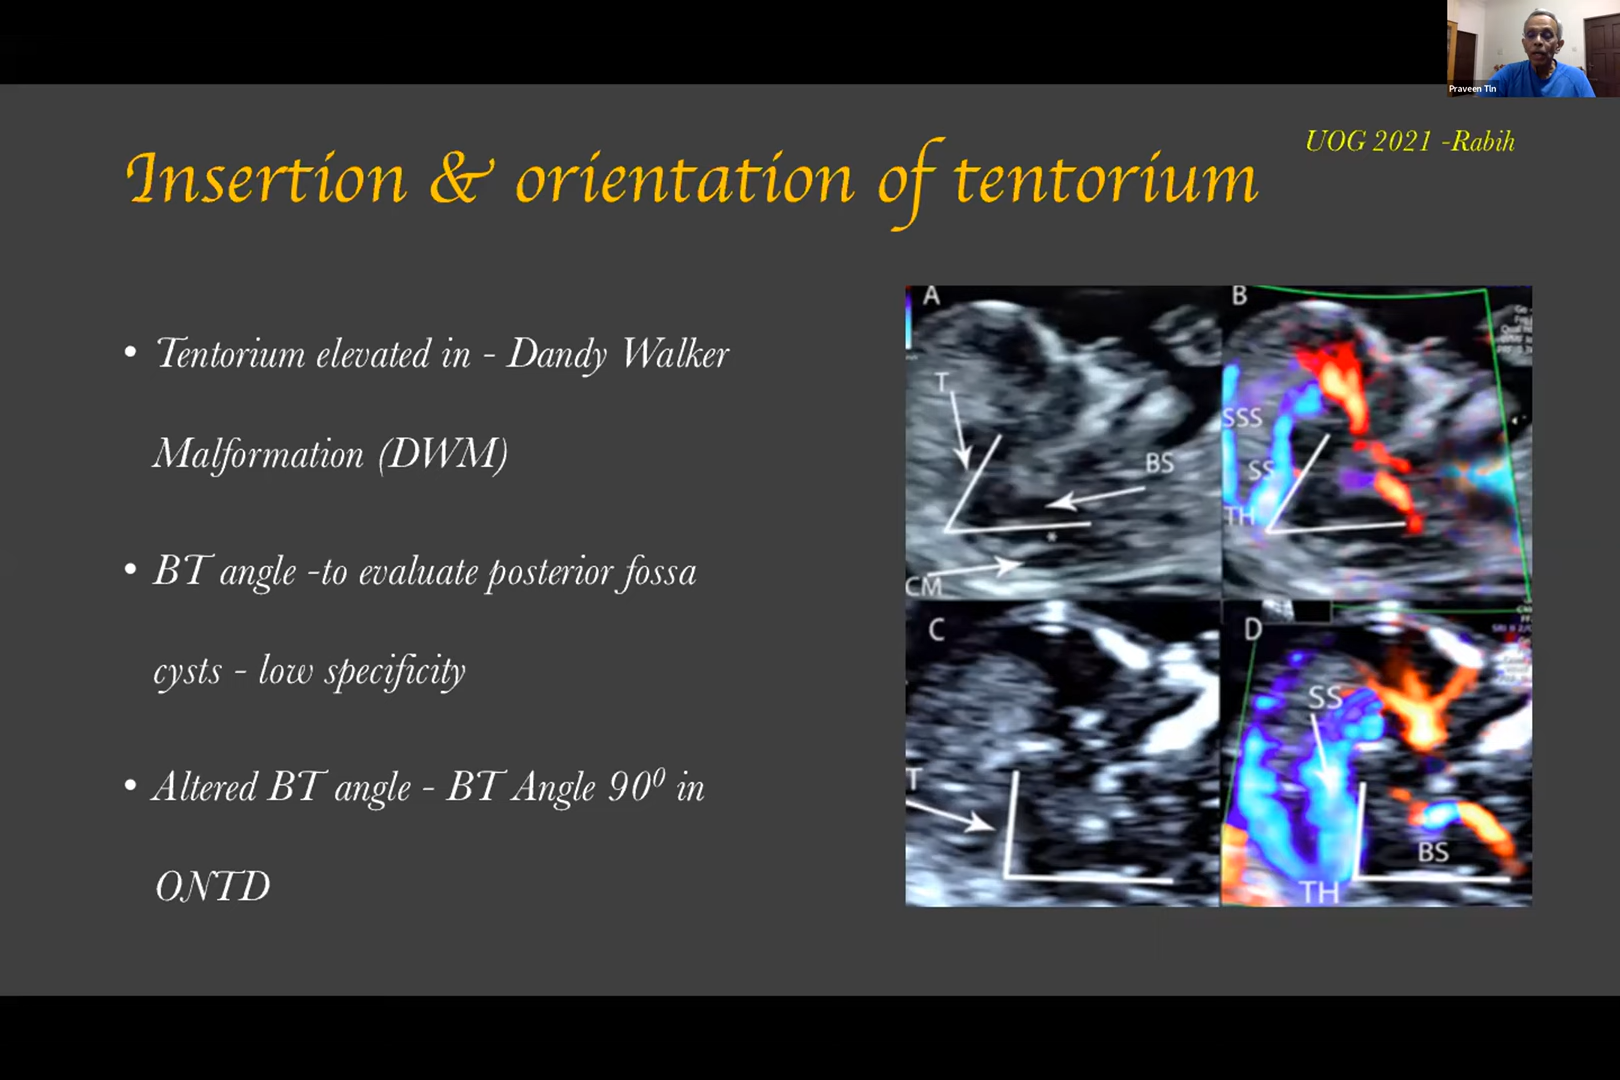 Praveen Tin
UOG 2021 -Rabih
Insertion & orientation of tentorium
• Tentorium elevated in - Dandy Walker
Malformation (DWM)
• BT angle -to evaluate posterior fossa
cysts - low specificity
• Altered BT angle - BT Angle 90⁰ in
ONTD
A
B
T
BS
CM
*
SSS
SS
TH
C
D
T
SS
BS
TH